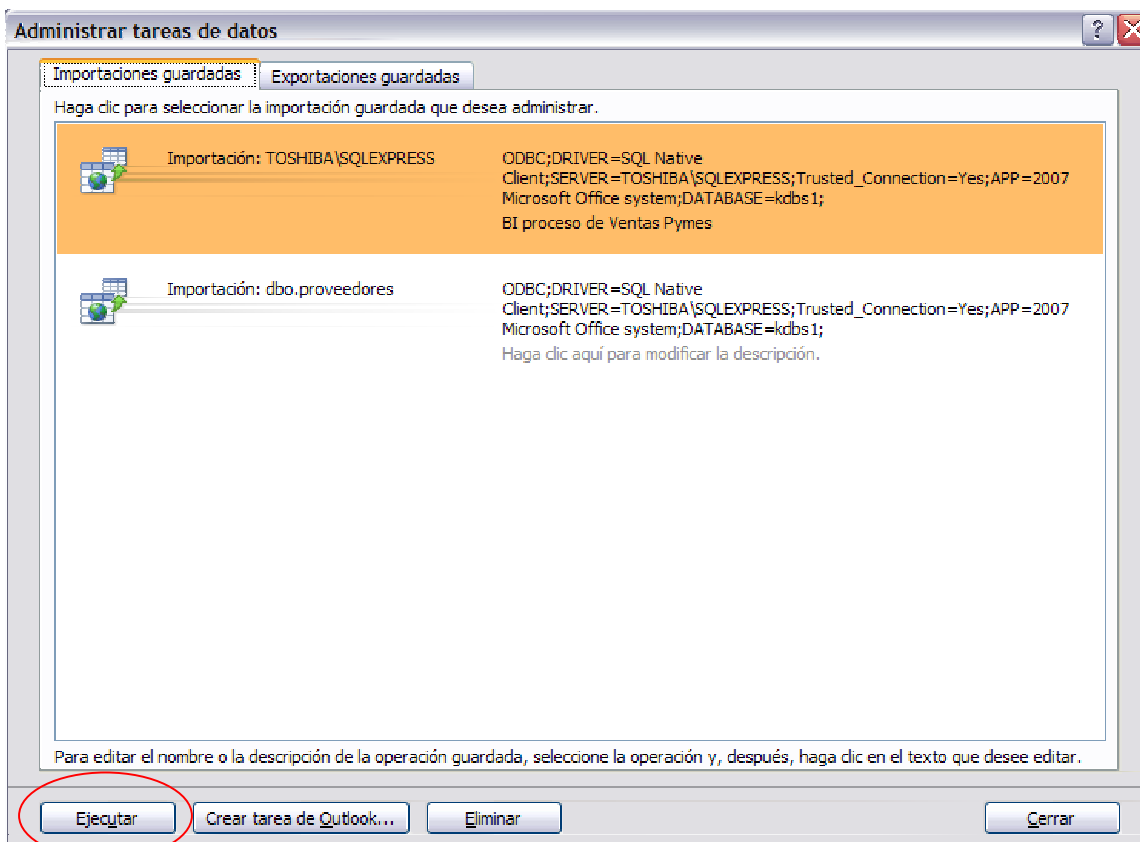 Administrar tareas de datos
?
Importaciones guardadas
Exportaciones guardadas
Haga clic para seleccionar la importación guardada que desea administrar.
Importación: TOSHIBA\SQLEXPRESS
ODBC;DRIVER=SQL Native
Client;SERVER=TOSHIBA\SQLEXPRESS;Trusted_Connection=Yes;APP=2007
Microsoft Office system;DATABASE=kdbs1;
BI proceso de Ventas Pymes
Importación: dbo.proveedores
ODBC;DRIVER=SQL Native
Client;SERVER=TOSHIBA\SQLEXPRESS;Trusted_Connection=Yes;APP=2007
Microsoft Office system;DATABASE=kdbs1;
Haga clic aquí para modificar la descripción.
Para editar el nombre o la descripción de la operación guardada, seleccione la operación y, después, haga clic en el texto que desee editar.
Ejecutar
Crear tarea de Outlook...
Eliminar
Cerrar